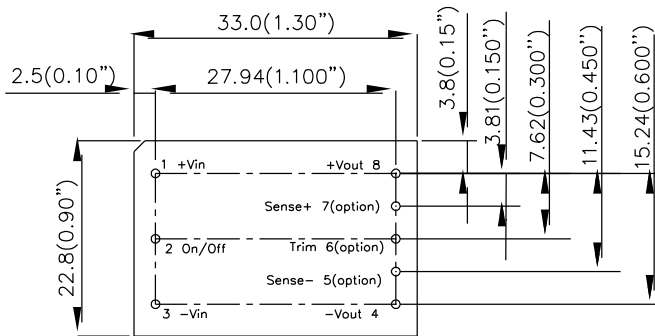 33.0(1.30")
2.5(0.10")
27.94(1.100")
3.8(0.15")
3.81(0.150")
7.62(0.300")
11.43(0.450")
15.24(0.600")
22.8(0.90")
1 +Vin
+Vout 8
Sense+ 7(option)
2 On/Off
Trim 6(option)
Sense- 5(option)
3 -Vin
-Vout 4